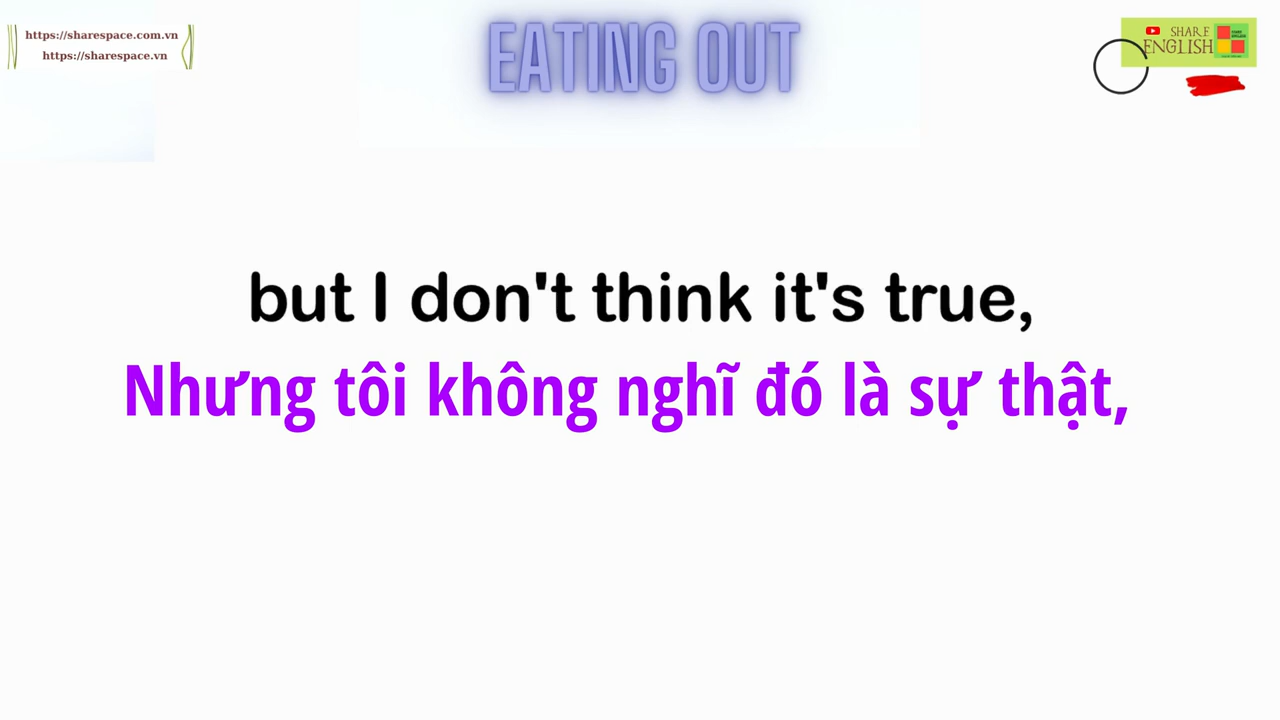 https://sharespace.com.vn
https://sharespace.vn
EATING OUT
SHARE
ENGLISH
but I don't think it's true,
Nhưng tôi không nghĩ đó là sự thật,